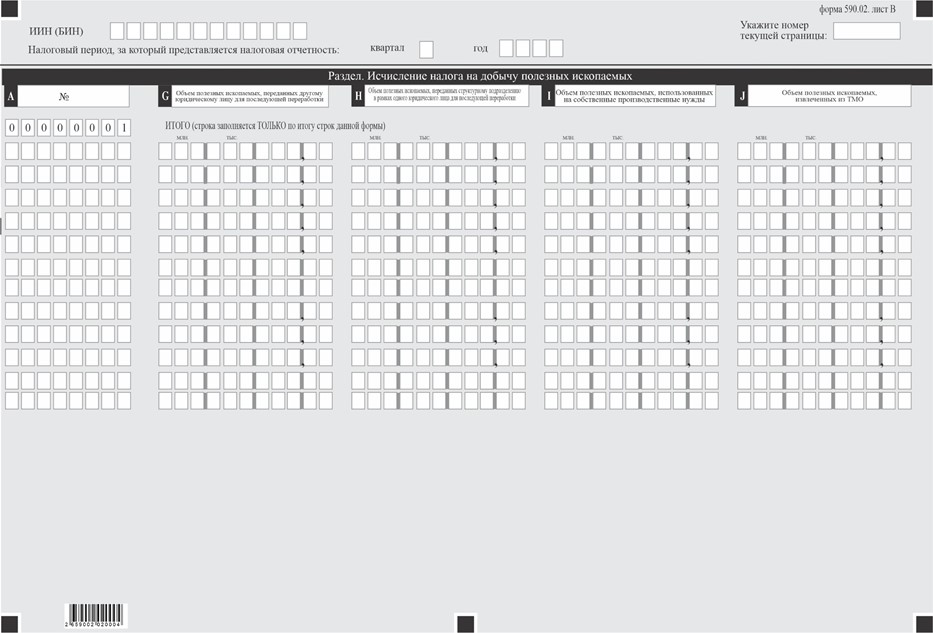 форма 590.02. лист В
ИИН (БИН)
Укажите номер
текущей страницы:
Налоговый период, за который представляется налоговая отчетность:
квартал
год
Раздел. Исчисление налога на добычу полезных ископаемых
A
№
G
Объем полезных ископаемых, переданных другому
юридическому лицу для последующей переработки
H
Объем полезных ископаемых, переданных структурному подразделению
в рамках одного юридического лица для последующей переработки
I
Объем полезных ископаемых, использованных
на собственные производственные нужды
J
Объем полезных ископаемых,
извлеченных из ТМО
0 0 0 0 0 0 0 1
ИТОГО (строка заполняется ТОЛЬКО по итогу строк данной формы)
млн. тыс. млн. тыс. млн. тыс. млн. тыс.
2 659002 020004